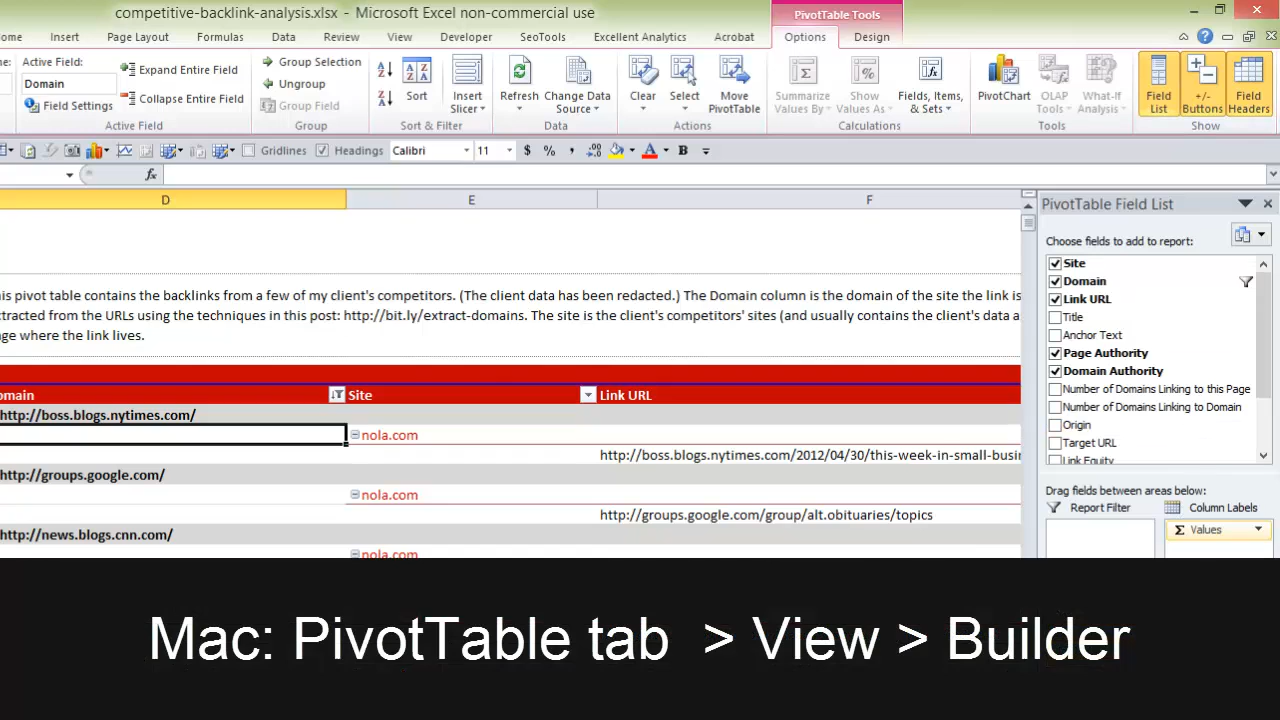 competitive-backlink-analysis.xlsx - Microsoft Excel non-commercial use
PivotTable Tools
ome Insert Page Layout Formulas Data Review View Developer SeoTools Excellent Analytics Acrobat Options Design
ne: Active Field:
Domain
Field Settings
Expand Entire Field
Collapse Entire Field
Active Field
Group Selection
Ungroup
Group Field
Group
Sort
Insert
Slicer
Sort & Filter
Refresh
Change Data
Source
Data
Clear
Select
Move
PivotTable
Actions
Summarize
Values By
Show
Values As
Fields, Items,
& Sets
Calculations
PivotChart
OLAP
Tools
What-If
Analysis
Tools
Field
List
+/-
Buttons
Field
Headers
Show
Gridlines Headings Calibri 11 $ % , A B
fx
D E F
is pivot table contains the backlinks from a few of my client's competitors. (The client data has been redacted.) The Domain column is the domain of the site the link is
tracted from the URLs using the techniques in this post: http://bit.ly/extract-domains. The site is the client's competitors' sites (and usually contains the client's data a
ge where the link lives.
omain Site Link URL
http://boss.blogs.nytimes.com/
nola.com
http://boss.blogs.nytimes.com/2012/04/30/this-week-in-small-busin
http://groups.google.com/
nola.com
http://groups.google.com/group/alt.obituaries/topics
http://news.blogs.cnn.com/
nola.com
PivotTable Field List
Choose fields to add to report:
Site
Domain
Link URL
Title
Anchor Text
Page Authority
Domain Authority
Number of Domains Linking to this Page
Number of Domains Linking to Domain
Origin
Target URL
Link Equity
Drag fields between areas below:
Report Filter Column Labels
Σ Values
Mac: PivotTable tab > View > Builder